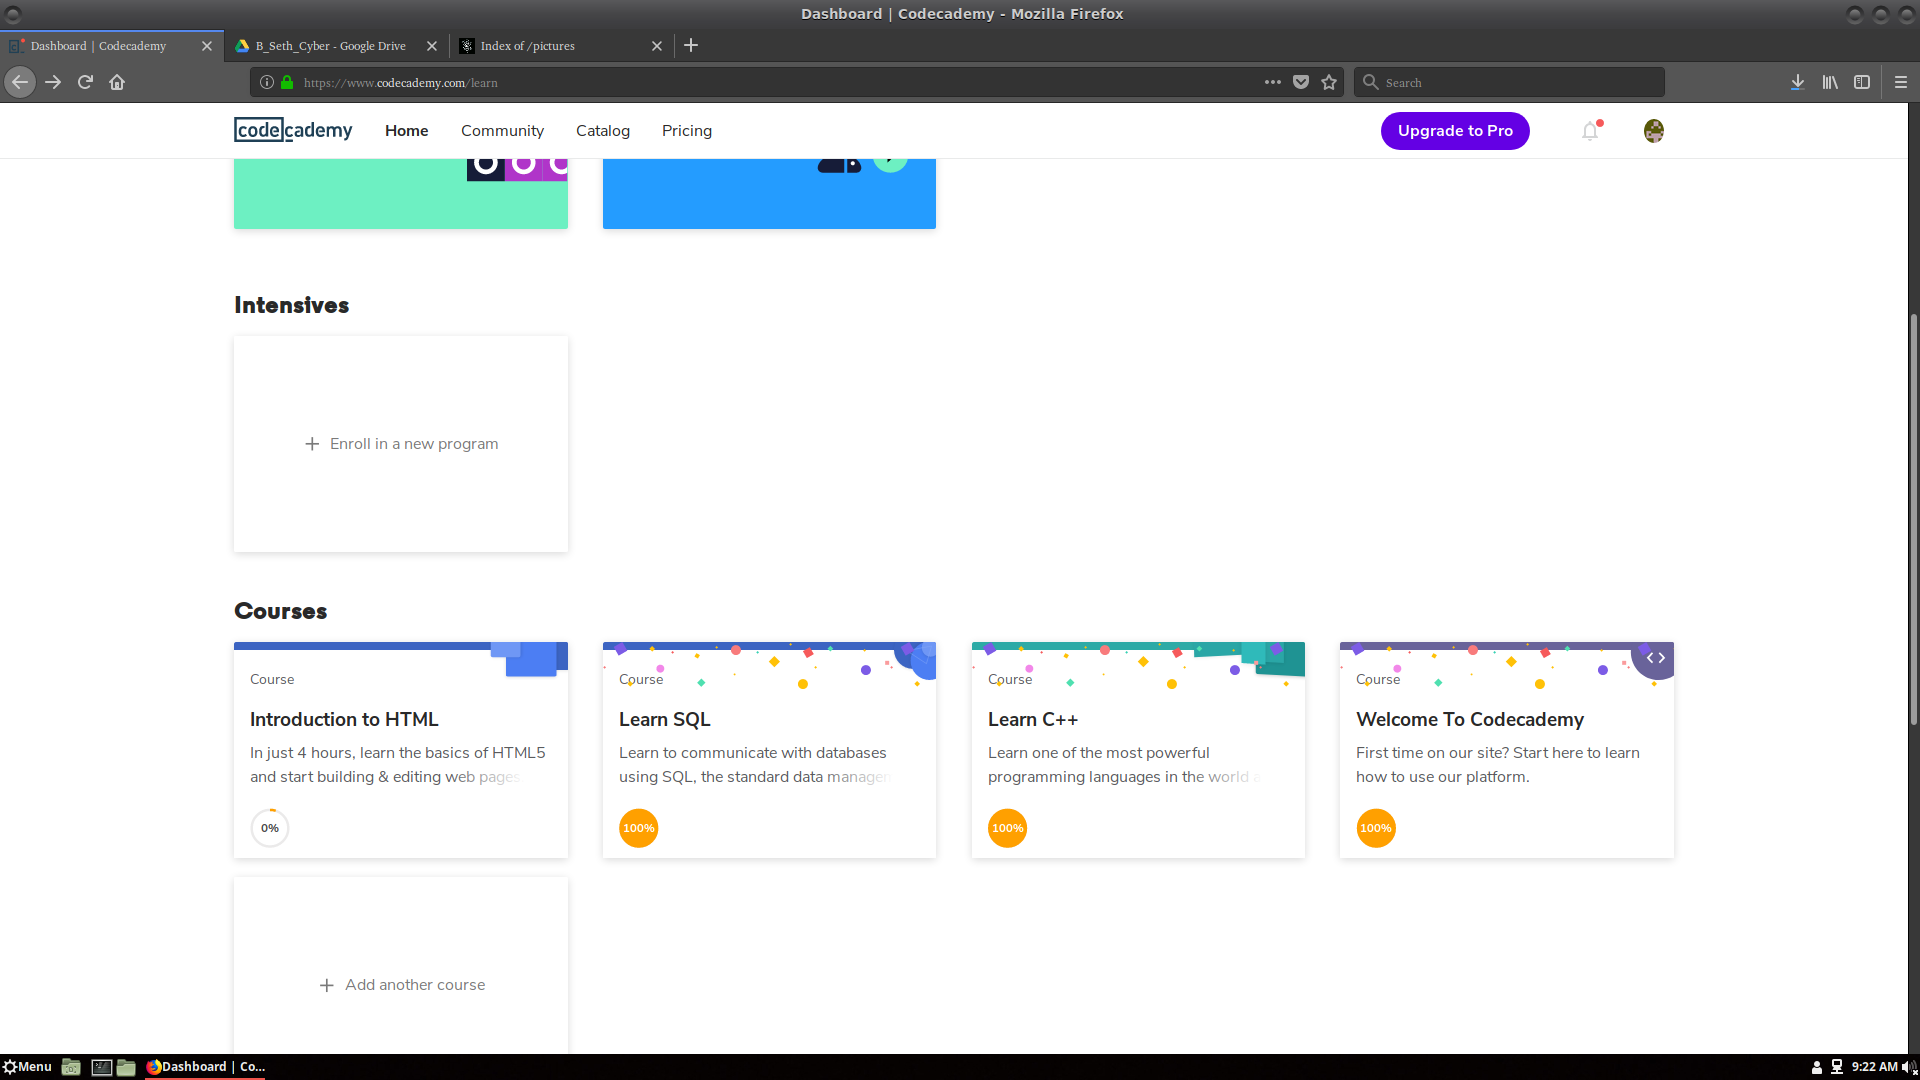 Dashboard | Codecademy - Mozilla Firefox
Dashboard | Codecademy
B_Seth_Cyber - Google Drive
Index of /pictures
https://www.codecademy.com/learn
Search
codecademy
Home
Community
Catalog
Pricing
Upgrade to Pro
Intensives
Enroll in a new program
Courses
Course
Introduction to HTML
In just 4 hours, learn the basics of HTML5
and start building & editing web pages
0%
Course
Learn SQL
Learn to communicate with databases
using SQL, the standard data managem
100%
Course
Learn C++
Learn one of the most powerful
programming languages in the world a
100%
Course
Welcome To Codecademy
First time on our site? Start here to learn
how to use our platform.
100%
Add another course
Menu
Dashboard | Co...
9:22 AM